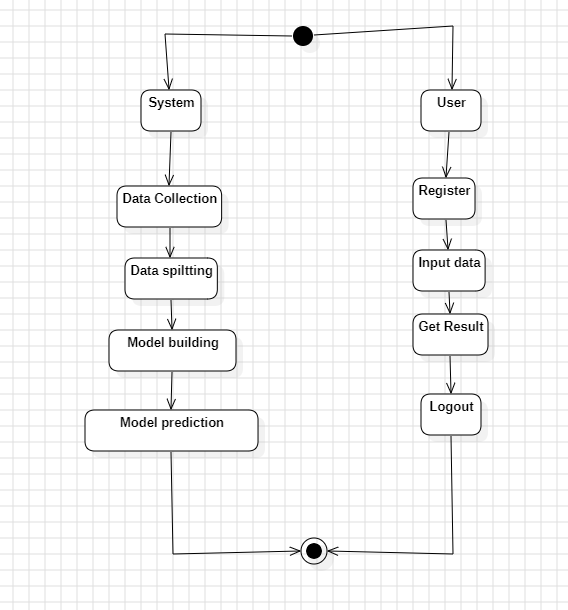 System
User
Data Collection
Register
Data spiltting
Input data
Model building
Get Result
Model prediction
Logout